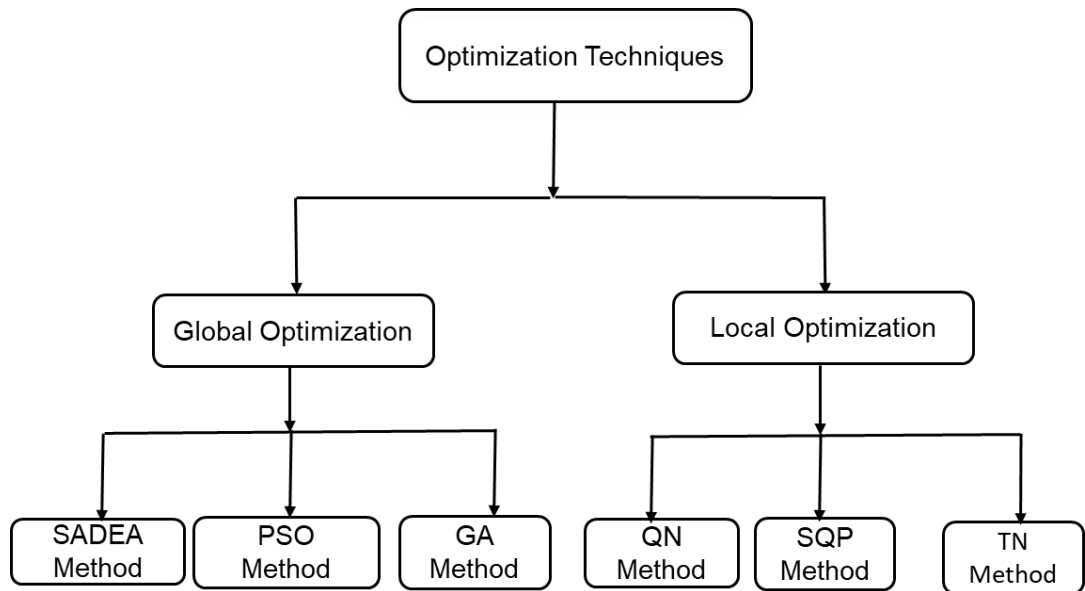 Optimization Techniques
Global Optimization
Local Optimization
SADEA
Method
PSO
Method
GA
Method
QN
Method
SQP
Method
TN
Method